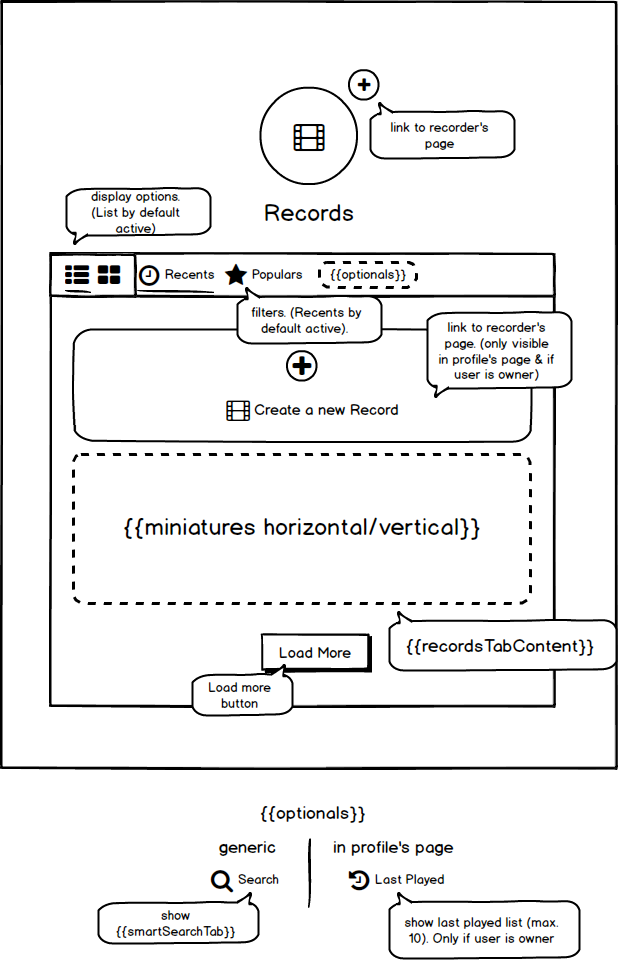 link to recorder's
page
display options.
(List by default
active)
Records
Recents
Populars
{{optionals}}
filters. (Recents by
default active).
link to recorder's
page. (only visible
in profile's page & if
user is owner)
Create a new Record
{{miniatures horizontal/vertical}}
{{recordsTabContent}}
Load More
Load more
button
{{optionals}}
generic
in profile's page
Search
Last Played
show
{{smartSearchTab}}
show last played list (max.
10). Only if user is owner